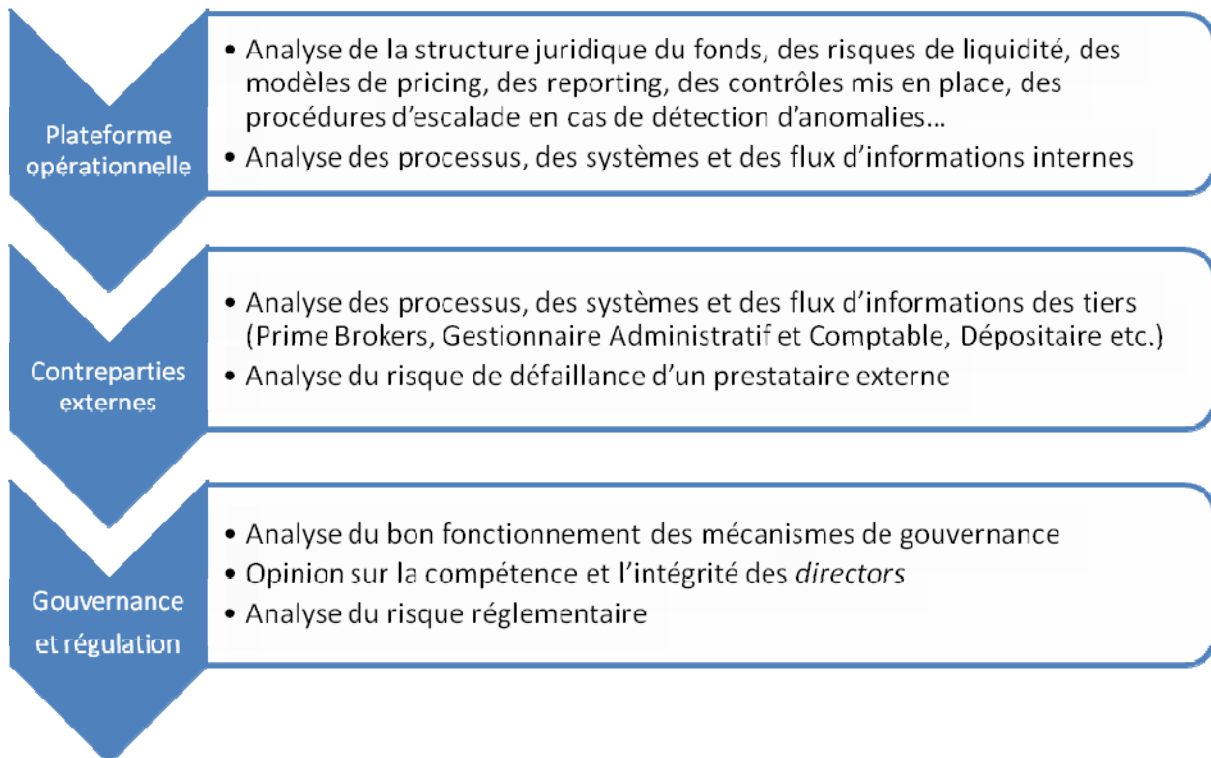 Plateforme
opérationnelle
• Analyse de la structure juridique du fonds, des risques de liquidité, des
modèles de pricing, des reporting, des contrôles mis en place, des
procédures d'escalade en cas de détection d'anomalies...
• Analyse des processus, des systèmes et des flux d'informations internes
Contreparties
externes
• Analyse des processus, des systèmes et des flux d'informations des tiers
(Prime Brokers, Gestionnaire Administratif et Comptable, Dépositaire etc.)
• Analyse du risque de défaillance d'un prestataire externe
Gouvernance
et régulation
• Analyse du bon fonctionnement des mécanismes de gouvernance
• Opinion sur la compétence et l'intégrité des directors
• Analyse du risque réglementaire